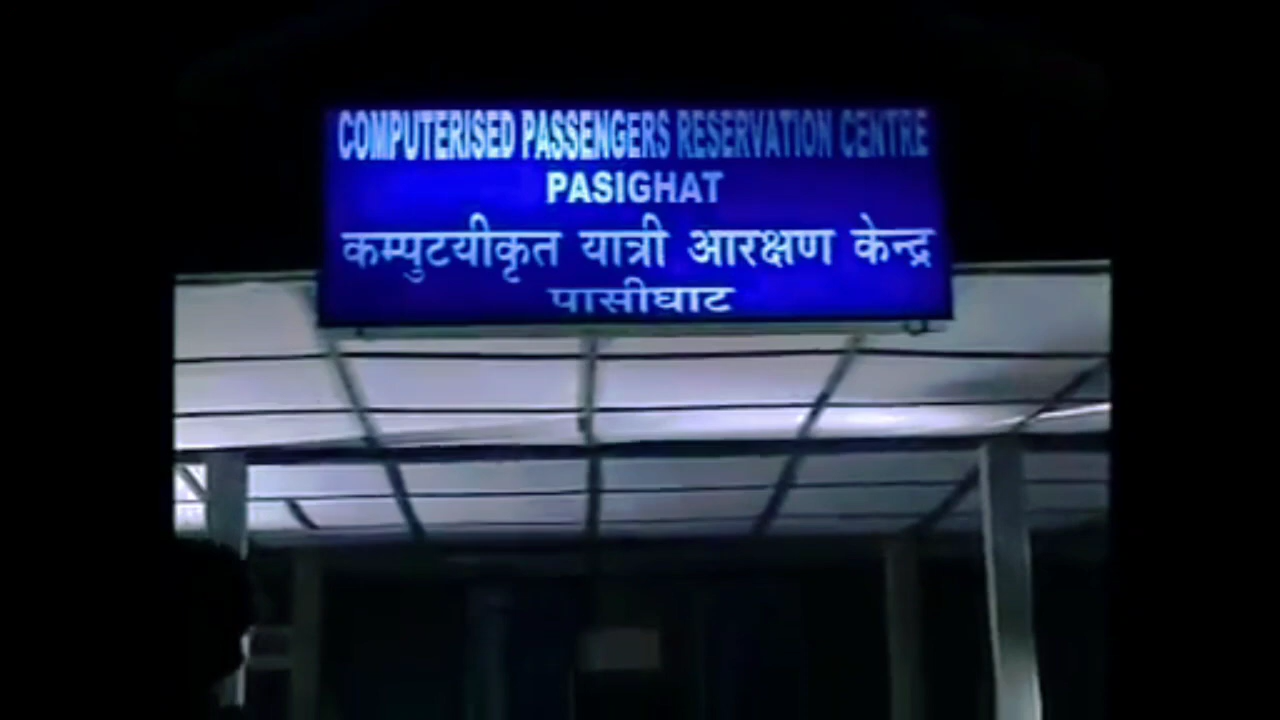 COMPUTERISED PASSENGERS RESERVATION CENTRE
PASIGHAT
कम्पुटयीकृत यात्री आरक्षण केन्द्र
पासीघाट